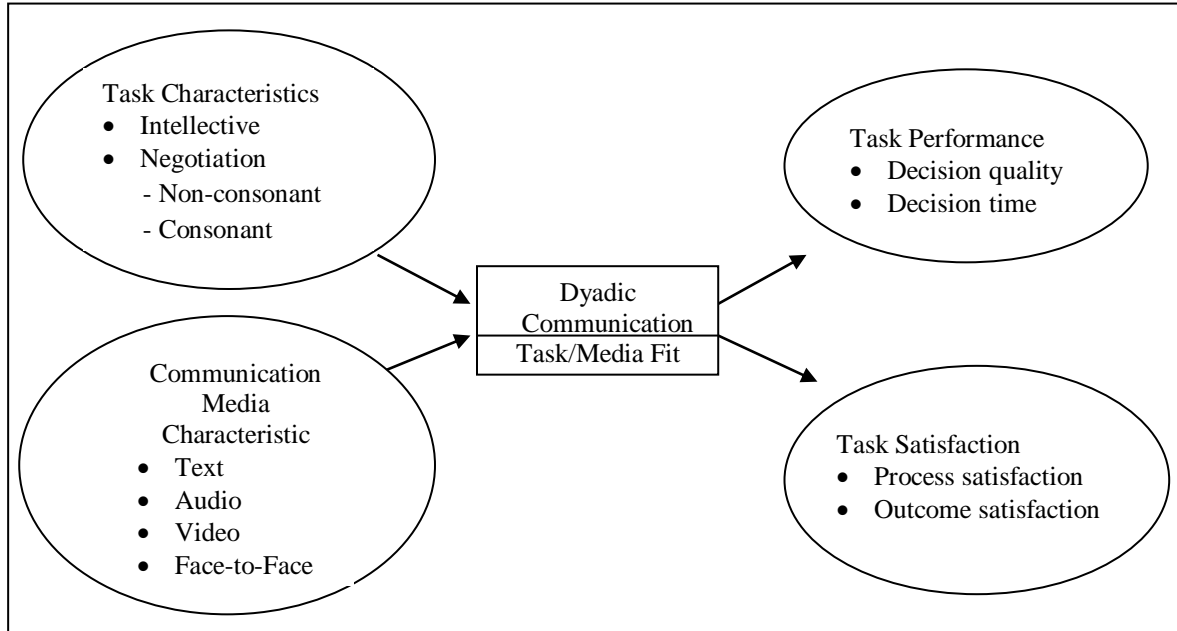 Task Characteristics
• Intellective
• Negotiation
- Non-consonant
- Consonant
Communication
Media
Characteristic
• Text
• Audio
• Video
• Face-to-Face
Dyadic
Communication
Task/Media Fit
Task Performance
• Decision quality
• Decision time
Task Satisfaction
• Process satisfaction
• Outcome satisfaction